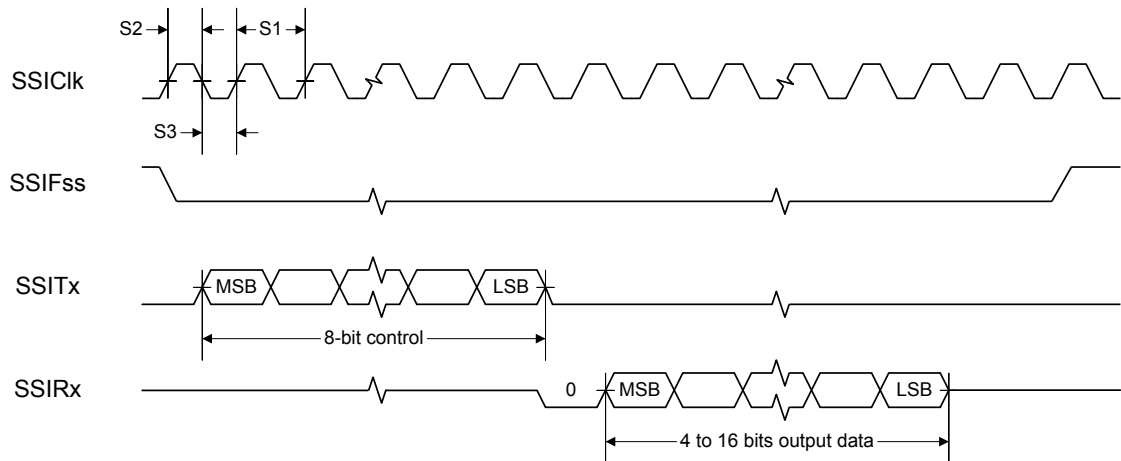 S2
S1
SSIClk
S3
SSIFss
SSITx
MSB
LSB
8-bit control
SSIRx
0
MSB
LSB
4 to 16 bits output data